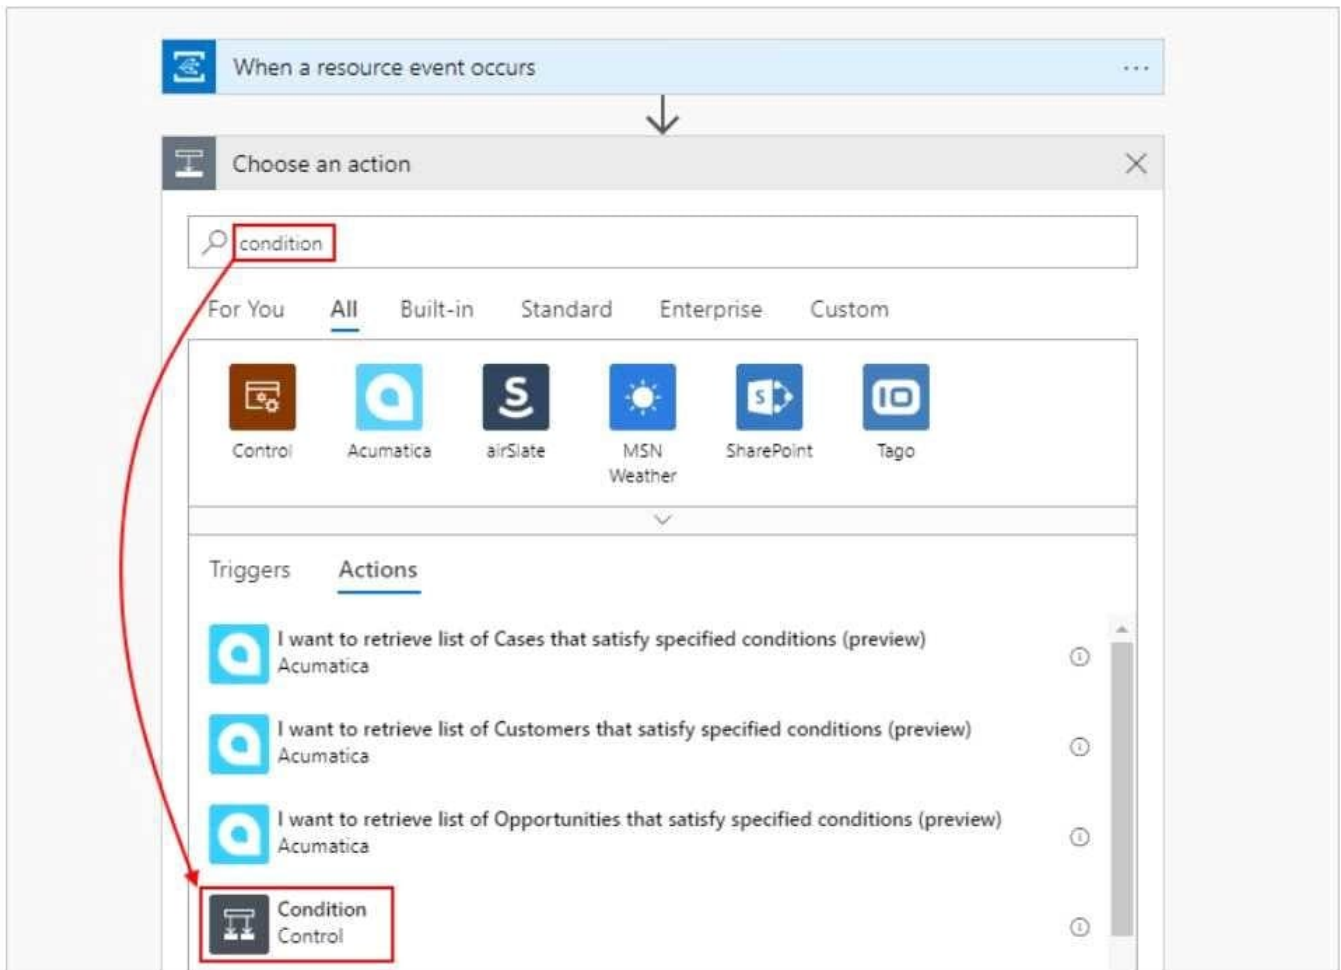 When a resource event occurs
Choose an action
condition
For You All Built-in Standard Enterprise Custom
Control Acumatica airSlate MSN Weather SharePoint Tago
Triggers Actions
I want to retrieve list of Cases that satisfy specified conditions (preview)
Acumatica
I want to retrieve list of Customers that satisfy specified conditions (preview)
Acumatica
I want to retrieve list of Opportunities that satisfy specified conditions (preview)
Acumatica
Condition
Control